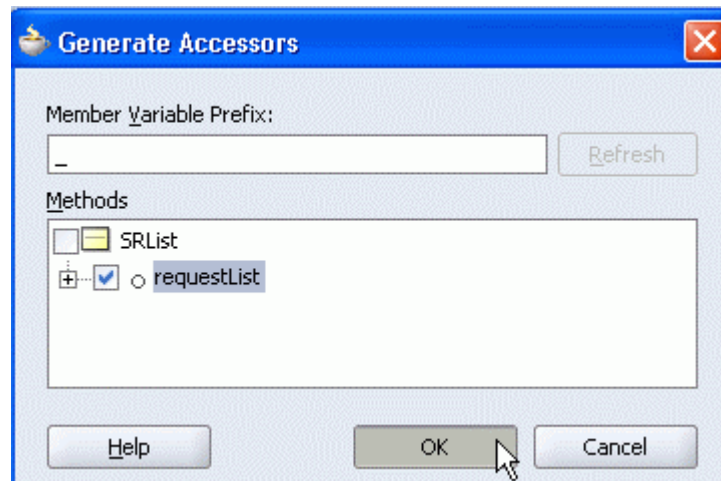 Generate Accessors
Member Variable Prefix:
_
Refresh
Methods
SRList
requestList
Help
OK
Cancel